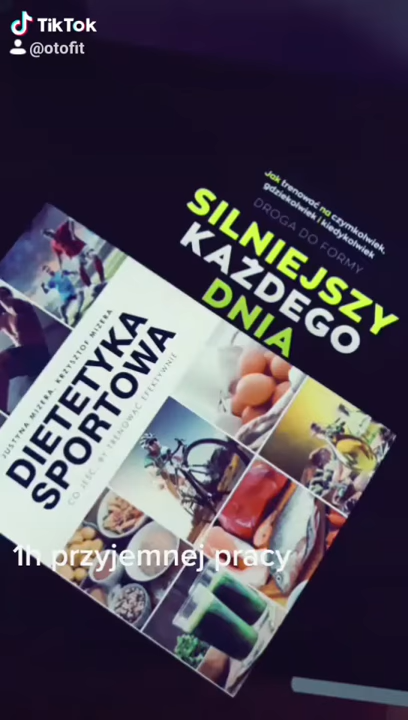 TikTok
@otofit
Jak trenować na czymkolwiek,
gdziekolwiek i kiedykolwiek
DROGA DO FORMY
SILNIEJSZY
KAŻDEGO
DNIA
JUSTYNA MIZERA, KRZYSZTOF MIZERA
DIETETYKA
SPORTOWA
CO JEŚĆ, BY TRENOWAĆ EFEKTYWNIE
1h przyjemnej pracy